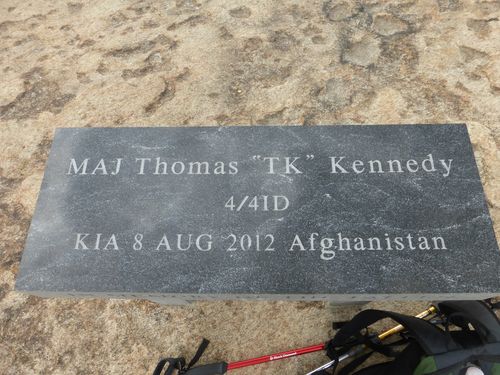 MAJ Thomas "TK" Kennedy
4/4ID
KIA 8 AUG 2012 Afghanistan